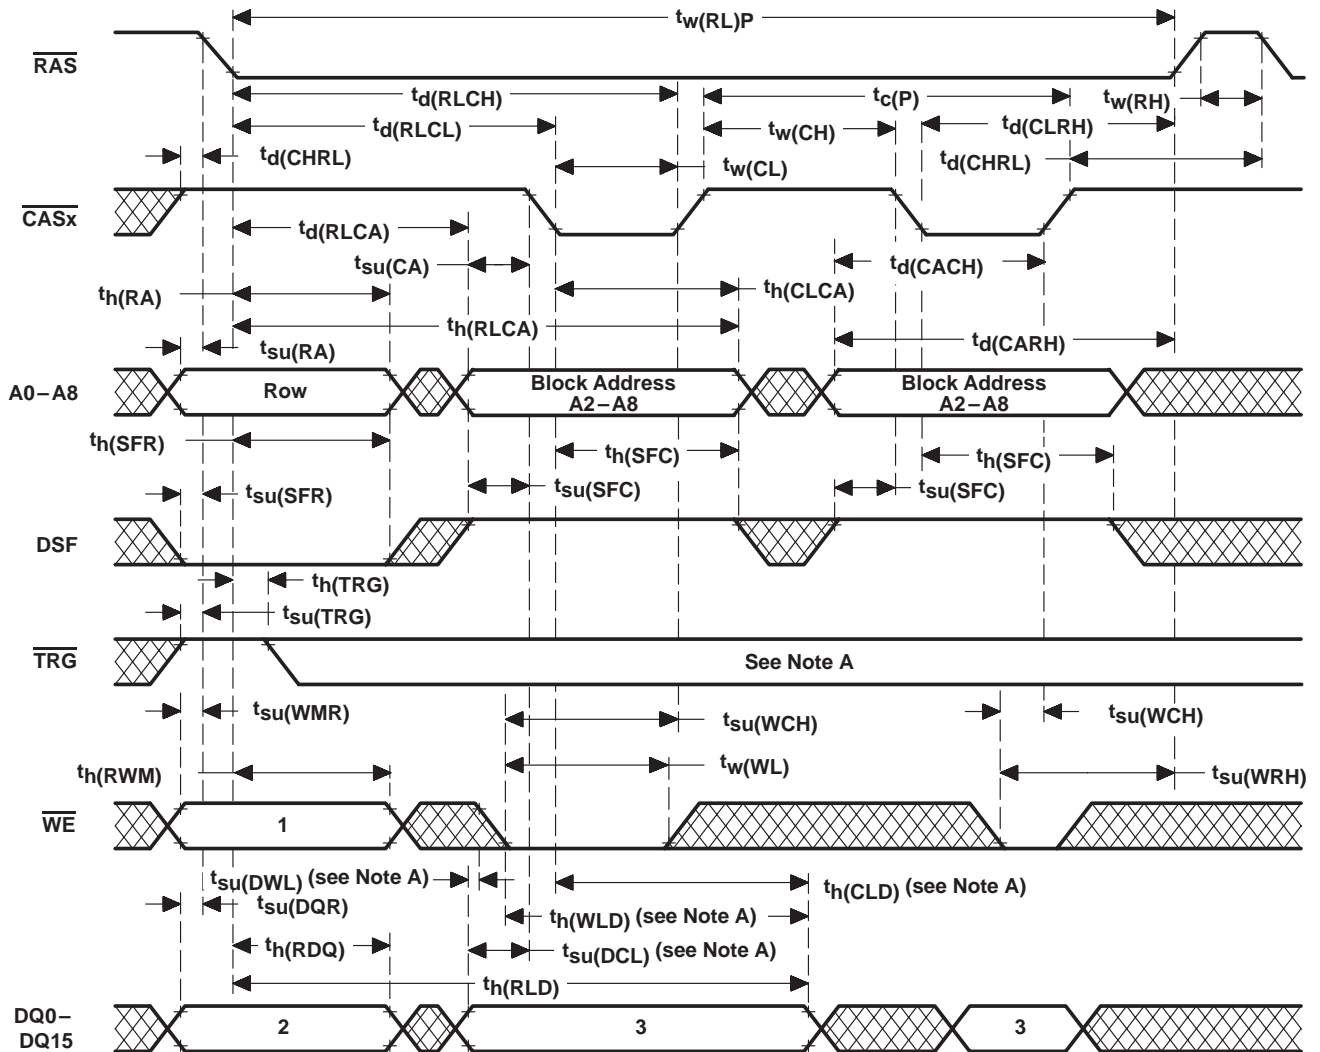 tw(RL)P
RAS
td(RLCH)
tc(P)
tw(RH)
td(RLCL)
tw(CH)
td(CLRH)
td(CHRL)
tw(CL)
td(CHRL)
CASx
td(RLCA)
tsu(CA)
td(CACH)
th(RA)
th(CLCA)
th(RLCA)
tsu(RA)
td(CARH)
A0–A8
Row
Block Address
A2–A8
Block Address
A2–A8
th(SFR)
th(SFC)
th(SFC)
tsu(SFR)
tsu(SFC)
tsu(SFC)
DSF
th(TRG)
tsu(TRG)
TRG
See Note A
tsu(WMR)
tsu(WCH)
tsu(WCH)
th(RWM)
tw(WL)
tsu(WRH)
WE
1
tsu(DWL) (see Note A)
th(CLD) (see Note A)
tsu(DQR)
th(WLD) (see Note A)
th(RDQ)
tsu(DCL) (see Note A)
th(RLD)
DQ0–
DQ15
2
3
3